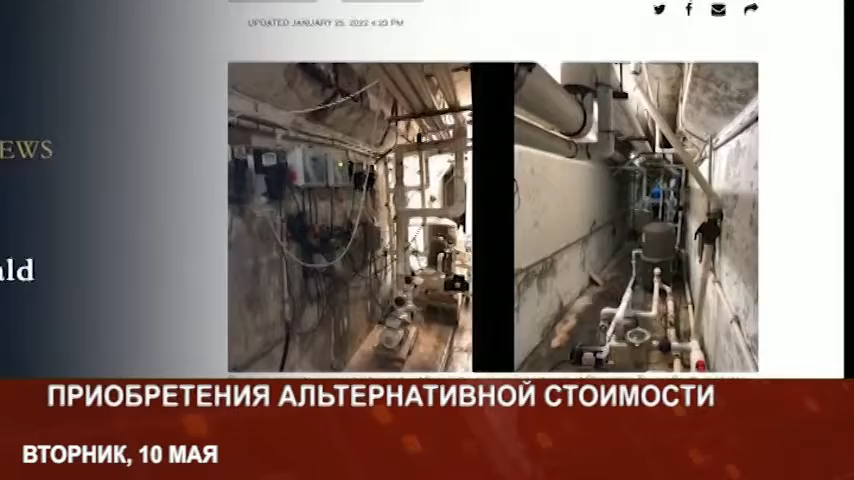 UPDATED JANUARY 25, 2022 4:23 PM
EWS
ald
ПРИОБРЕТЕНИЯ АЛЬТЕРНАТИВНОЙ СТОИМОСТИ
ВТОРНИК, 10 МАЯ